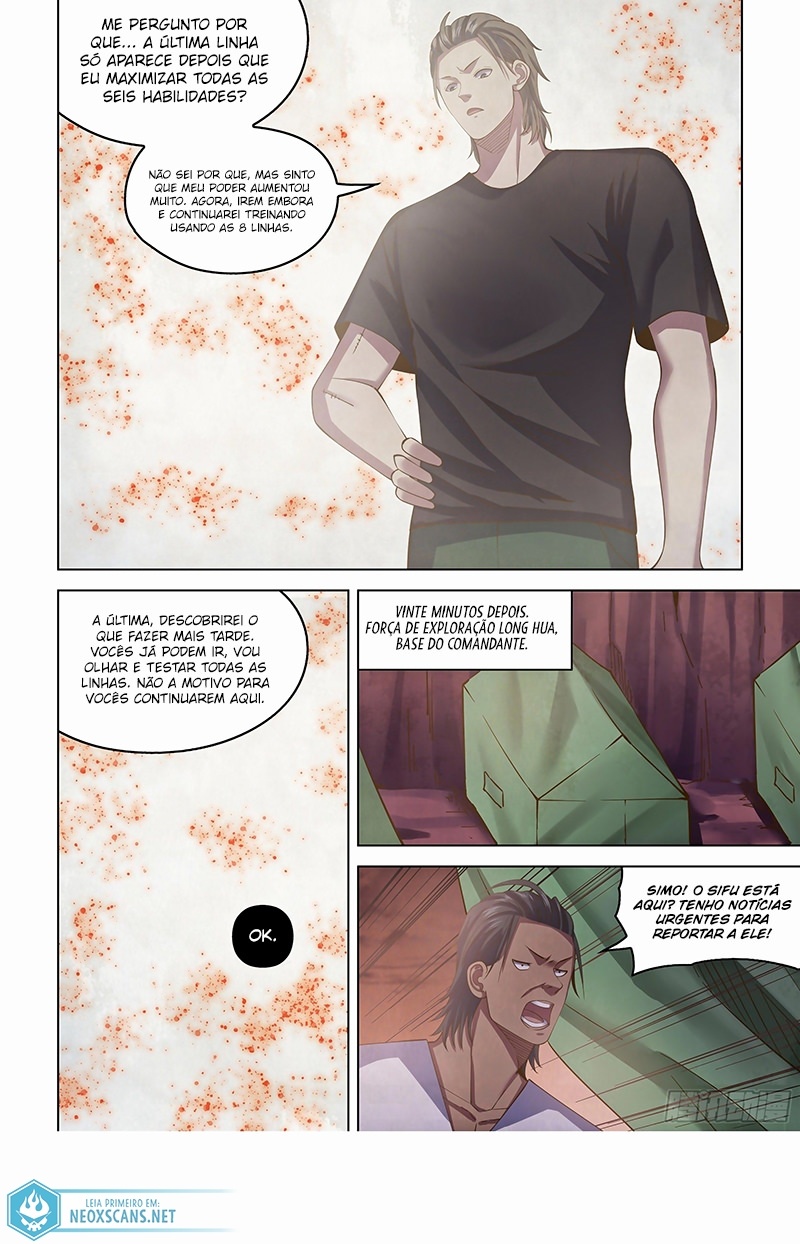 ME PERGUNTO POR
QUE... A ÚLTIMA LINHA
SÓ APARECE DEPOIS QUE
EU MAXIMIZAR TODAS AS
SEIS HABILIDADES?
NÃO SEI POR QUE, MAS SINTO
QUE MEU PODER AUMENTOU
MUITO. AGORA, IREM EMBORA
E CONTINUAREI TREINANDO
USANDO AS 8 LINHAS.
A ÚLTIMA, DESCOBRIREI O
QUE FAZER MAIS TARDE.
VOCÊS JÁ PODEM IR, VOU
OLHAR E TESTAR TODAS AS
LINHAS. NÃO A MOTIVO PARA
VOCÊS CONTINUAREM AQUI.
OK.
VINTE MINUTOS DEPOIS.
FORÇA DE EXPLORAÇÃO LONG HUA,
BASE DO COMANDANTE.
SIMO! O SIFU ESTÁ
AQUI? TENHO NOTÍCIAS
URGENTES PARA
REPORTAR A ELE!
LEIA PRIMEIRO EM:
NEOXSCANS.NET